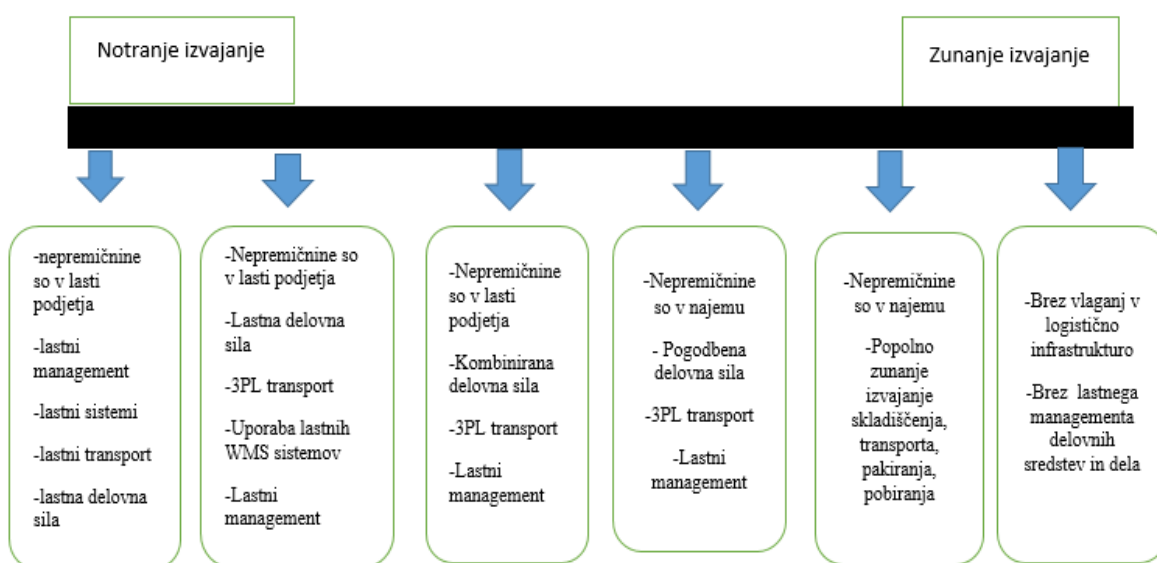 Notranje izvajanje
Zunanje izvajanje
-nepremičnine
so v lasti
podjetja
-lastni
management
-lastni sistemi
-lastni transport
-lastna delovna
sila
-Nepremičnine so
v lasti podjetja
-Lastna delovna
sila
-3PL transport
-Uporaba lastnih
WMS sistemov
-Lastni
management
-Nepremičnine
so v lasti
podjetja
-Kombinirana
delovna sila
-3PL transport
-Lastni
management
-Nepremičnine
so v najemu
- Pogodbena
delovna sila
-3PL transport
-Lastni
management
-Nepremičnine
so v najemu
-Popolno
zunanje
izvajanje
skladiščenja,
transporta,
pakiranja,
pobiranja
-Brez vlaganj v
logistično
infrastrukturo
-Brez lastnega
managementa
delovnih
sredstev in dela